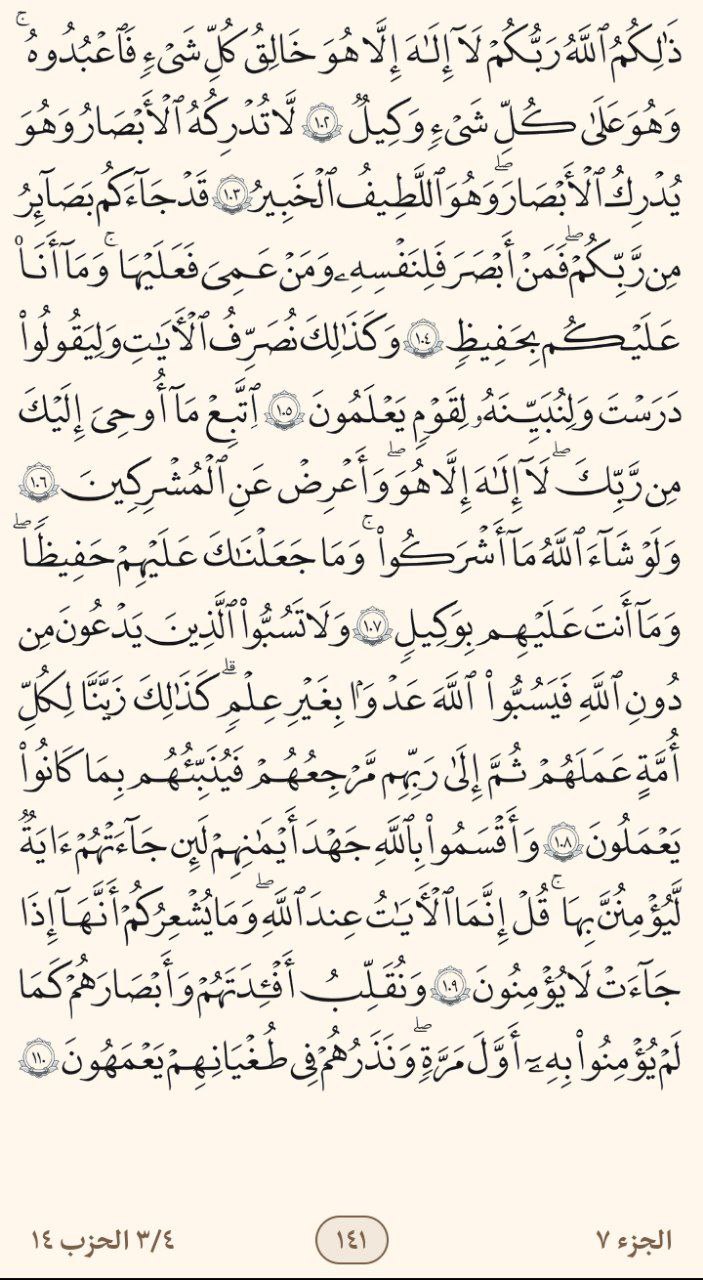 ذَٰلِكُمُ ٱللَّهُ رَبُّكُمْ لَآ إِلَٰهَ إِلَّا هُوَ خَٰلِقُ كُلِّ شَىْءٍ فَٱعْبُدُوهُ ۚ
وَهُوَ عَلَىٰ كُلِّ شَىْءٍ وَكِيلٌ ١٠٢ لَّا تُدْرِكُهُ ٱلْأَبْصَٰرُ وَهُوَ
يُدْرِكُ ٱلْأَبْصَٰرَ ۖ وَهُوَ ٱللَّطِيفُ ٱلْخَبِيرُ ١٠٣ قَدْ جَآءَكُم بَصَآئِرُ
مِن رَّبِّكُمْ ۖ فَمَنْ أَبْصَرَ فَلِنَفْسِهِۦ وَمَنْ عَمِىَ فَعَلَيْهَا ۚ وَمَآ أَنَا۠
عَلَيْكُم بِحَفِيظٍ ١٠٤ وَكَذَٰلِكَ نُصَرِّفُ ٱلْأَيَٰتِ وَلِيَقُولُوا۟
دَرَسْتَ وَلِنُبَيِّنَهُۥ لِقَوْمٍ يَعْلَمُونَ ١٠٥ ٱتَّبِعْ مَآ أُوحِىَ إِلَيْكَ
مِن رَّبِّكَ ۖ لَآ إِلَٰهَ إِلَّا هُوَ ۖ وَأَعْرِضْ عَنِ ٱلْمُشْرِكِينَ ١٠٦
وَلَوْ شَآءَ ٱللَّهُ مَآ أَشْرَكُوا۟ ۗ وَمَا جَعَلْنَٰكَ عَلَيْهِمْ حَفِيظًا ۖ
وَمَآ أَنتَ عَلَيْهِم بِوَكِيلٍ ١٠٧ وَلَا تَسُبُّوا۟ ٱلَّذِينَ يَدْعُونَ مِن
دُونِ ٱللَّهِ فَيَسُبُّوا۟ ٱللَّهَ عَدْوًۢا بِغَيْرِ عِلْمٍ ۗ كَذَٰلِكَ زَيَّنَّا لِكُلِّ
أُمَّةٍ عَمَلَهُمْ ثُمَّ إِلَىٰ رَبِّهِم مَّرْجِعُهُمْ فَيُنَبِّئُهُم بِمَا كَانُوا۟
يَعْمَلُونَ ١٠٨ وَأَقْسَمُوا۟ بِٱللَّهِ جَهْدَ أَيْمَٰنِهِمْ لَئِن جَآءَتْهُمْ ءَايَةٌ
لَّيُؤْمِنُنَّ بِهَا ۚ قُلْ إِنَّمَا ٱلْأَيَٰتُ عِندَ ٱللَّهِ ۖ وَمَا يُشْعِرُكُمْ أَنَّهَآ إِذَا
جَآءَتْ لَا يُؤْمِنُونَ ١٠٩ وَنُقَلِّبُ أَفْـِٔدَتَهُمْ وَأَبْصَٰرَهُمْ كَمَا
لَمْ يُؤْمِنُوا۟ بِهِۦٓ أَوَّلَ مَرَّةٍ ۖ وَنَذَرُهُمْ فِى طُغْيَٰنِهِمْ يَعْمَهُونَ ١١٠
الجزء ٧ ١٤١ ٣/٤ الحزب ١٤